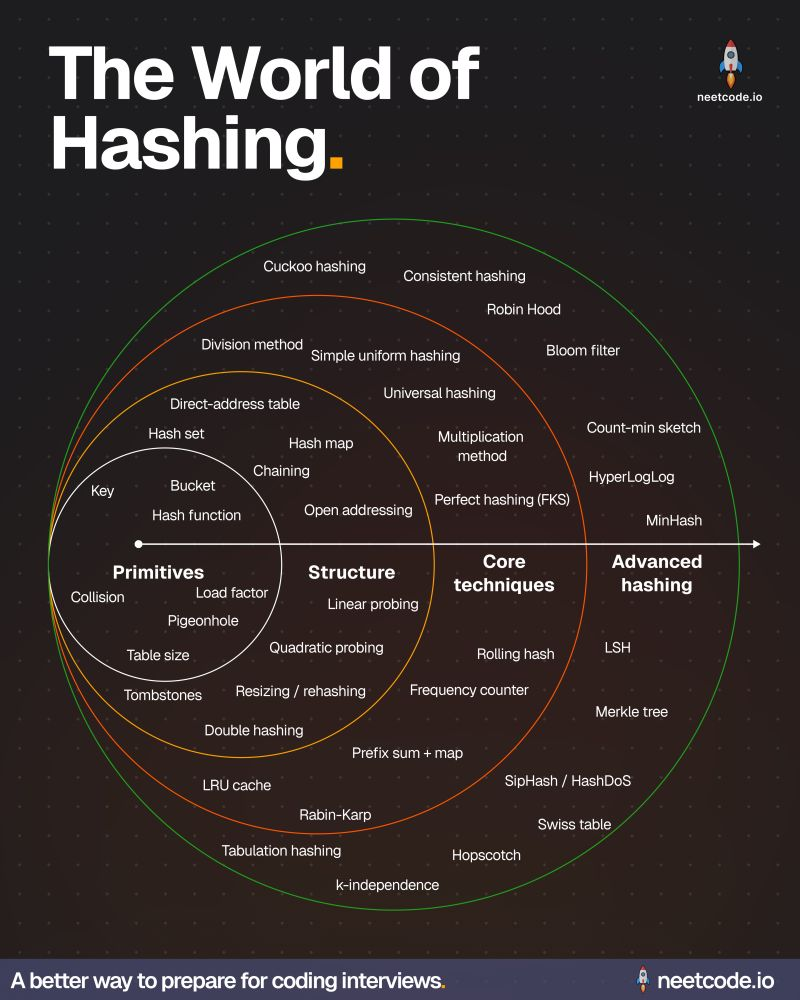 The World of
Hashing.
neetcode.io
Cuckoo hashing
Consistent hashing
Robin Hood
Division method
Simple uniform hashing
Bloom filter
Universal hashing
Direct-address table
Count-min sketch
Hash set
Hash map
Multiplication
method
Chaining
HyperLogLog
Key
Bucket
Perfect hashing (FKS)
Open addressing
Hash function
MinHash
Primitives
Structure
Core
techniques
Advanced
hashing
Collision
Load factor
Linear probing
Pigeonhole
Quadratic probing
LSH
Table size
Rolling hash
Tombstones
Resizing / rehashing
Frequency counter
Merkle tree
Double hashing
Prefix sum + map
LRU cache
SipHash / HashDoS
Rabin-Karp
Swiss table
Tabulation hashing
Hopscotch
k-independence
A better way to prepare for coding interviews.
neetcode.io